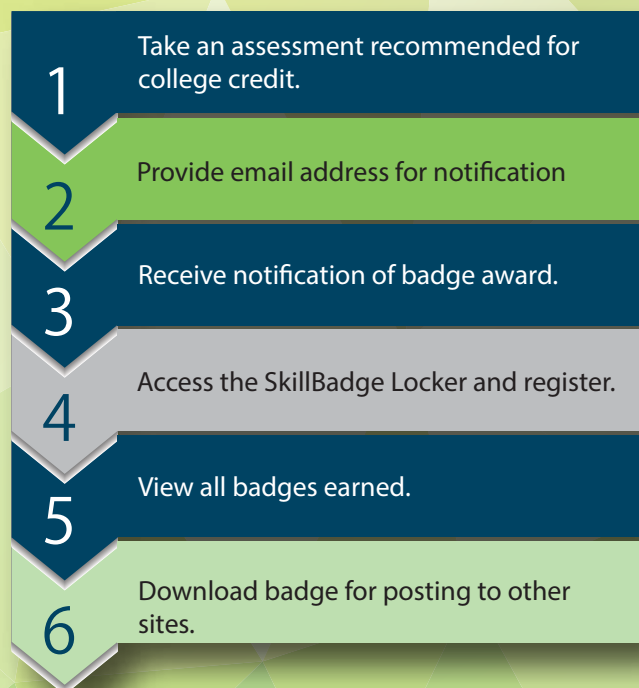 1
Take an assessment recommended for
college credit.
2
Provide email address for notification
3
Receive notification of badge award.
4
Access the SkillBadge Locker and register.
5
View all badges earned.
6
Download badge for posting to other
sites.